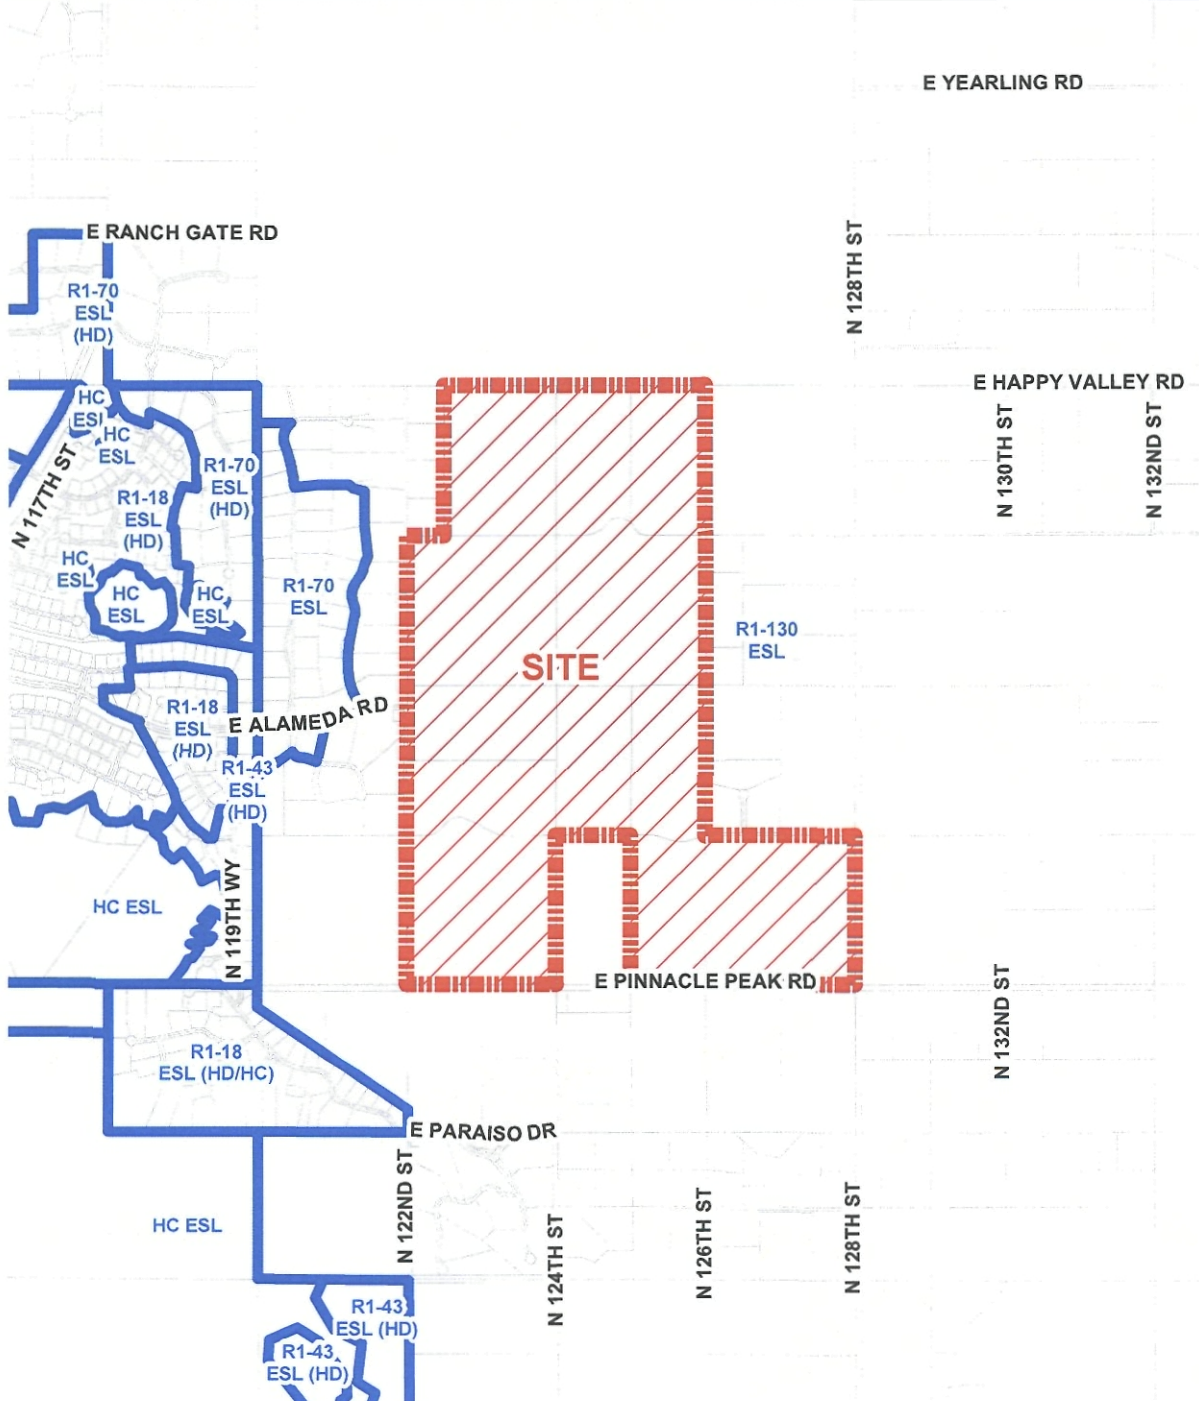 E YEARLING RD
E RANCH GATE RD
N 128TH ST
R1-70
ESL
(HD)
E HAPPY VALLEY RD
HC
ESL
HC
ESL
N 117TH ST
R1-70
ESL
(HD)
N 130TH ST
N 132ND ST
R1-18
ESL
(HD)
HC
ESL
HC
ESL
HC
ESL
R1-70
ESL
R1-130
ESL
SITE
R1-18
ESL
(HD)
E ALAMEDA RD
R1-43
ESL
(HD)
HC ESL
N 119TH WY
E PINNACLE PEAK RD
N 132ND ST
R1-18
ESL (HD/HC)
E PARAISO DR
N 122ND ST
HC ESL
N 124TH ST
N 126TH ST
N 128TH ST
R1-43
ESL (HD)
R1-43
ESL (HD)